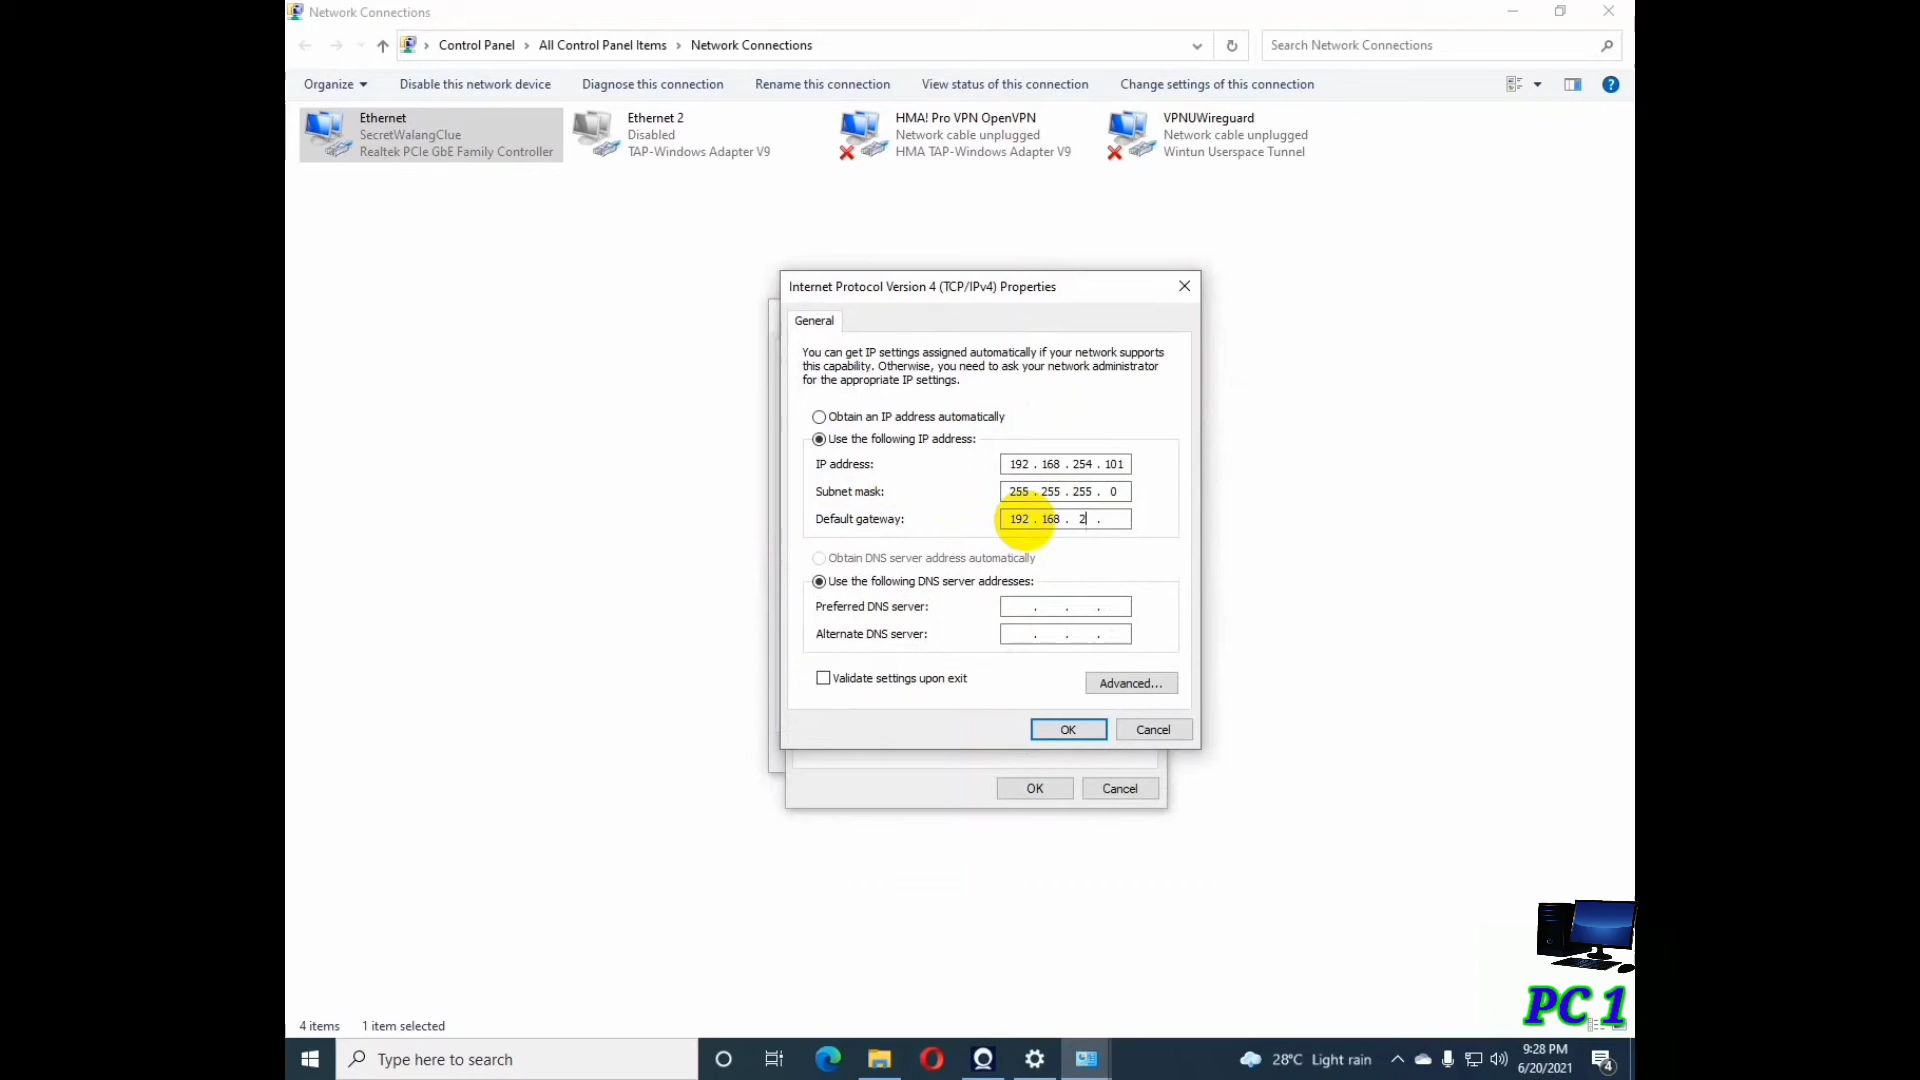 Network Connections
Control Panel > All Control Panel Items > Network Connections
Search Network Connections
Organize
Disable this network device
Diagnose this connection
Rename this connection
View status of this connection
Change settings of this connection
Ethernet
SecretWalangClue
Realtek PCIe GbE Family Controller
Ethernet 2
Disabled
TAP-Windows Adapter V9
HMA! Pro VPN OpenVPN
Network cable unplugged
HMA TAP-Windows Adapter V9
VPNUWireguard
Network cable unplugged
Wintun Userspace Tunnel
Internet Protocol Version 4 (TCP/IPv4) Properties
General
You can get IP settings assigned automatically if your network supports
this capability. Otherwise, you need to ask your network administrator
for the appropriate IP settings.
Obtain an IP address automatically
Use the following IP address:
IP address: 192 . 168 . 254 . 101
Subnet mask: 255 . 255 . 255 . 0
Default gateway: 192 . 168 . 2 .
Obtain DNS server address automatically
Use the following DNS server addresses:
Preferred DNS server: . . .
Alternate DNS server: . . .
Validate settings upon exit
Advanced...
OK Cancel
OK Cancel
PC 1
4 items 1 item selected
Type here to search
28°C Light rain
9:28 PM
6/20/2021
4